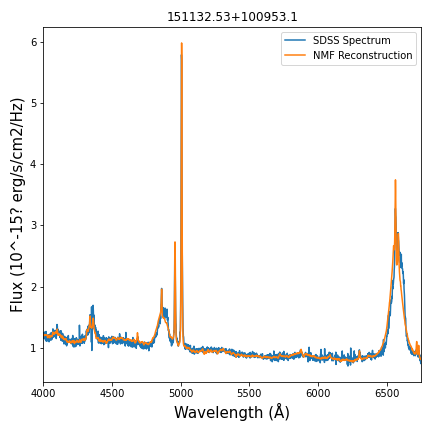 151132.53+100953.1
SDSS Spectrum
NMF Reconstruction
6
5
4
3
2
1
Flux (10^-15? erg/s/cm2/Hz)
4000 4500 5000 5500 6000 6500
Wavelength (Å)